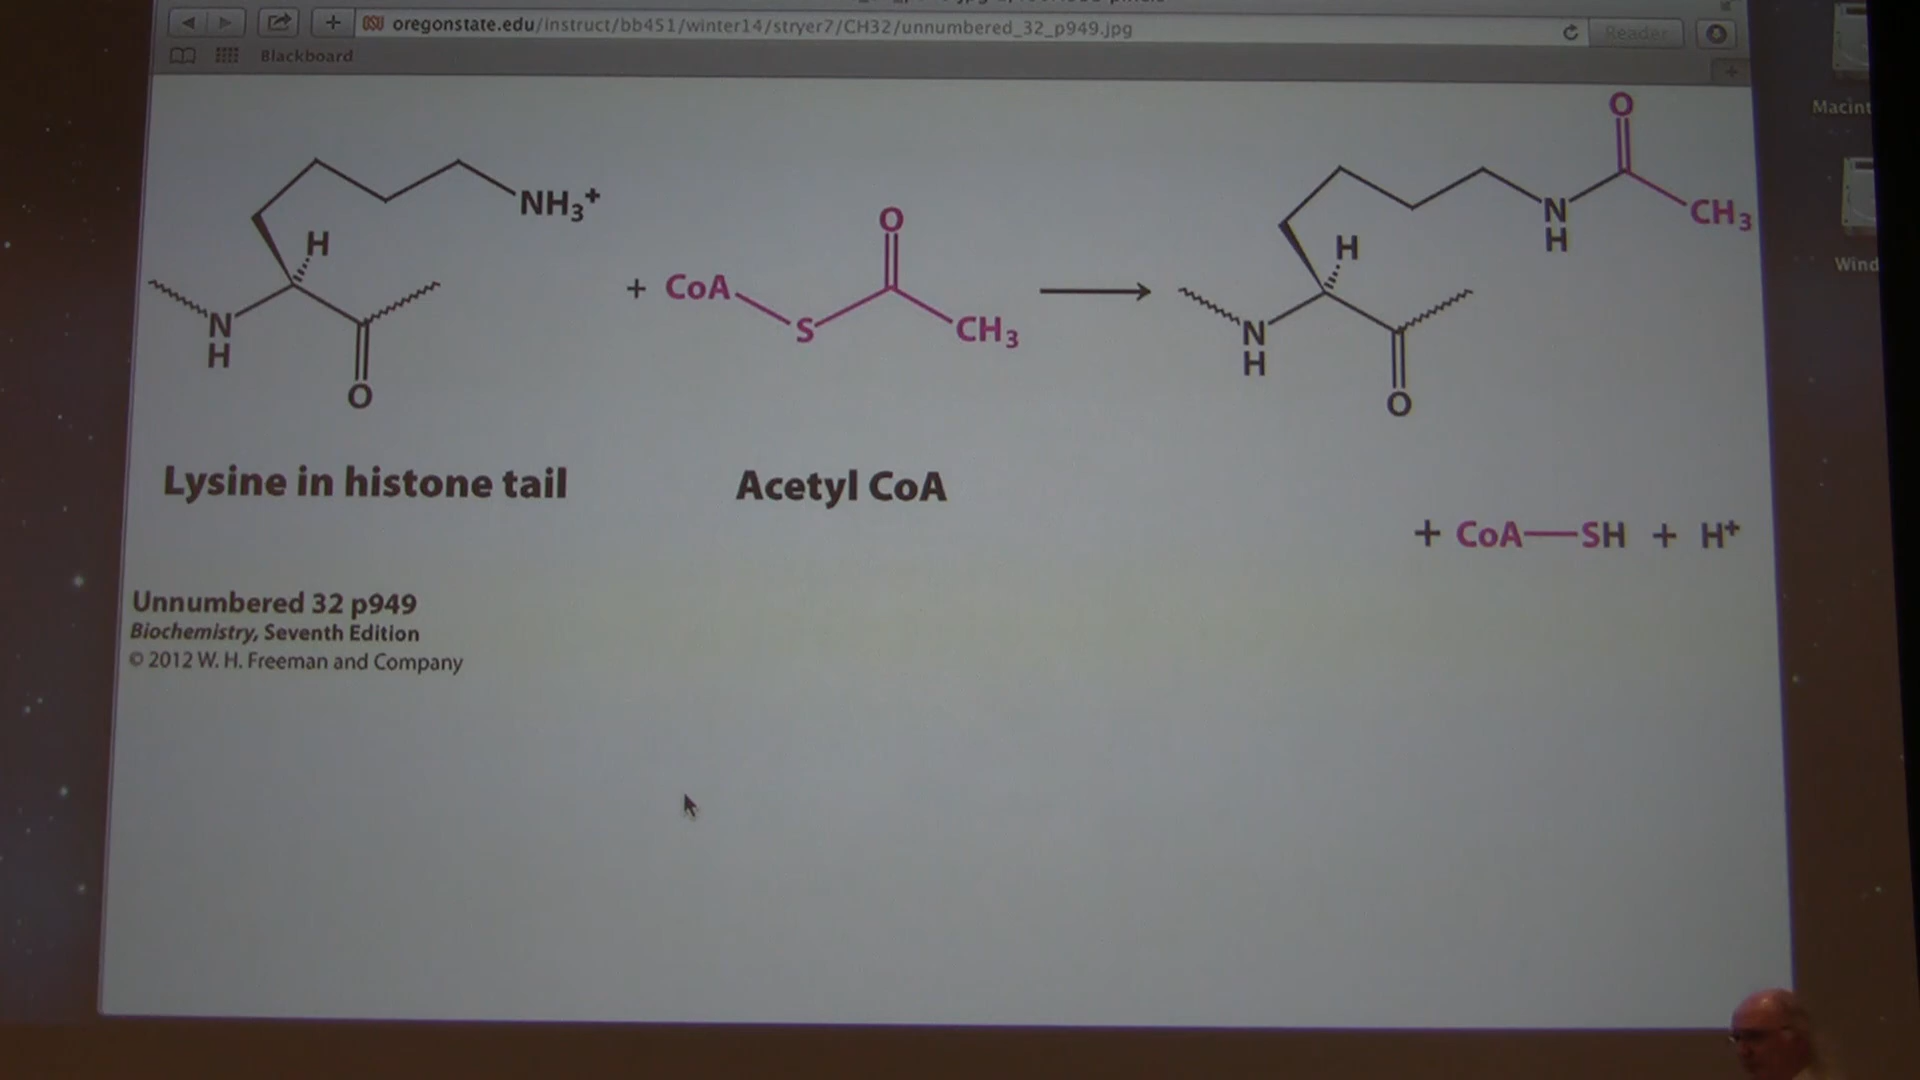 oregonstate.edu/instruct/bb451/winter14/stryer7/CH32/unnumbered_32_p949.jpg
Reader
Blackboard
Macint
Wind
NH3+
H
N
H
O
+ CoA
S
O
CH3
O
CH3
N
H
H
N
H
O
Lysine in histone tail
Acetyl CoA
+ CoA—SH + H+
Unnumbered 32 p949
Biochemistry, Seventh Edition
© 2012 W. H. Freeman and Company